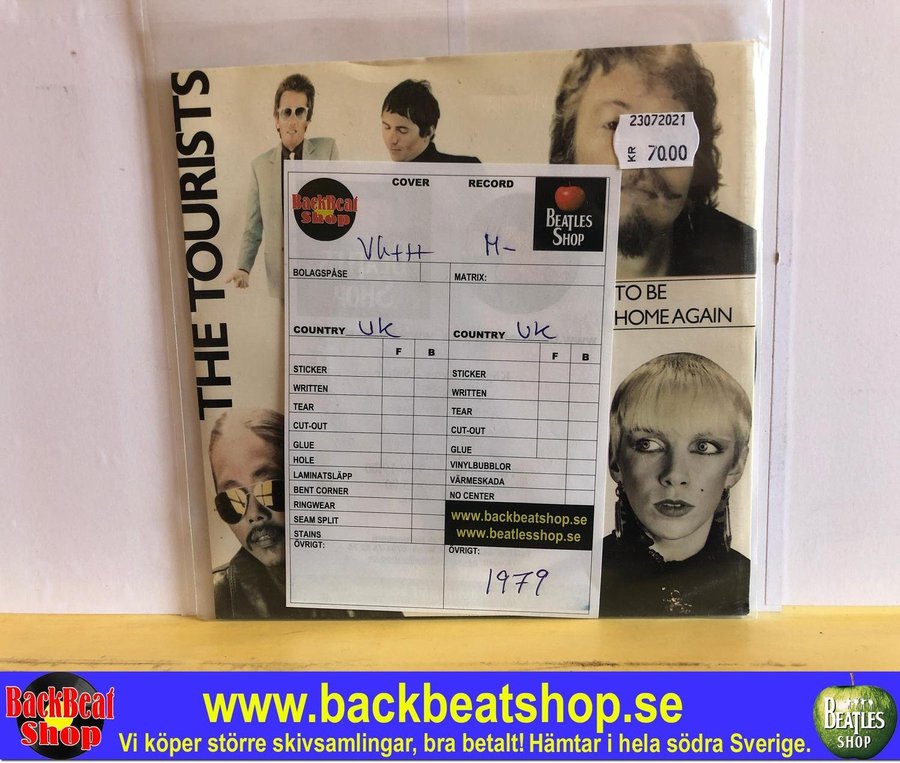 THE TOURISTS
23072021
KR 70.00
TO BE
HOME AGAIN
COVER RECORD
BackBeat
Shop
BEATLES
SHOP
VG+++ M-
BOLAGSPÅSE MATRIX:
COUNTRY UK COUNTRY UK
F B F B
STICKER STICKER
WRITTEN WRITTEN
TEAR TEAR
CUT-OUT CUT-OUT
GLUE GLUE
HOLE VINYLBUBBLOR
LAMINATSLÄPP VÄRMESKADA
BENT CORNER NO CENTER
RINGWEAR
SEAM SPLIT
STAINS
www.backbeatshop.se
www.beatlesshop.se
ÖVRIGT: ÖVRIGT:
1979
BackBeat
Shop
www.backbeatshop.se
Vi köper större skivsamlingar, bra betalt! Hämtar i hela södra Sverige.
BEATLES
SHOP